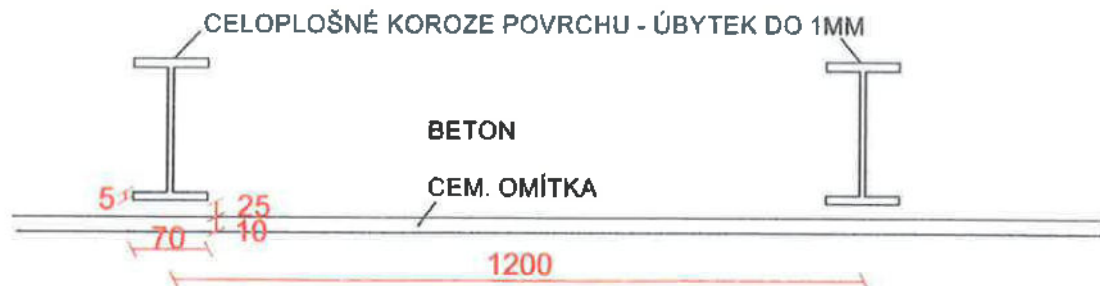 CELOPLOŠNÉ KOROZE POVRCHU - ÚBYTEK DO 1MM
BETON
CEM. OMÍTKA
5
25
10
70
1200